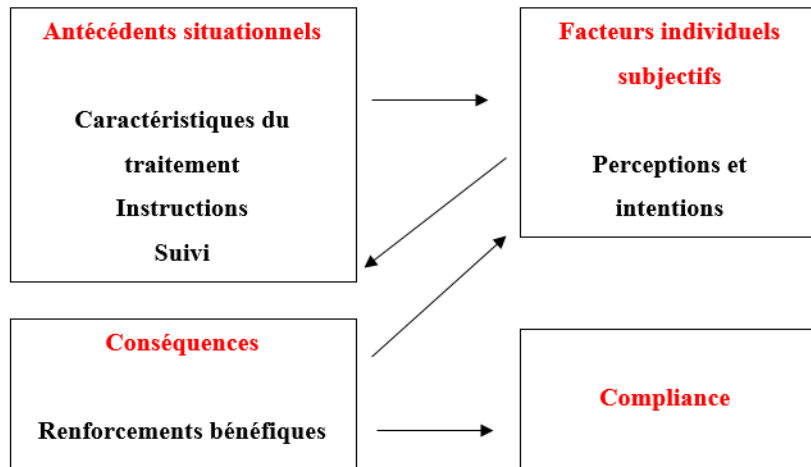 Antécédents situationnels
Caractéristiques du
traitement
Instructions
Suivi
Facteurs individuels
subjectifs
Perceptions et
intentions
Conséquences
Renforcements bénéfiques
Compliance